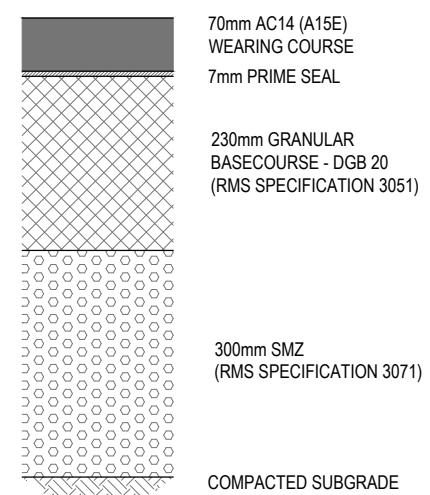 70mm AC14 (A15E)
WEARING COURSE
7mm PRIME SEAL
230mm GRANULAR
BASECOURSE - DGB 20
(RMS SPECIFICATION 3051)
300mm SMZ
(RMS SPECIFICATION 3071)
COMPACTED SUBGRADE